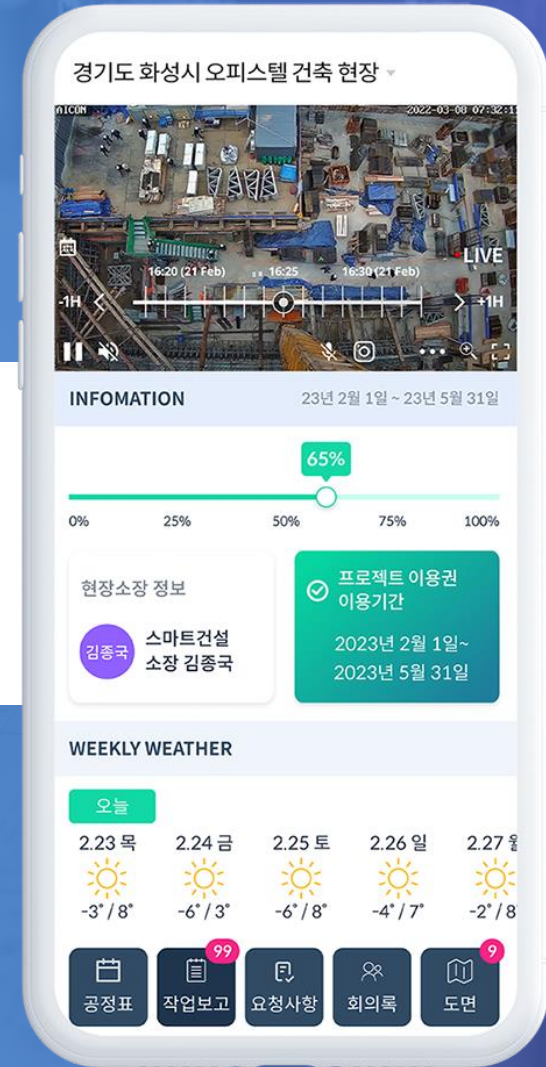 경기도 화성시 오피스텔 건축 현장
AICON 2022-03-08 07:32:11
LIVE
16:20 (21 Feb) 16:25 16:30 (21 Feb)
-1H +1H
INFOMATION 23년 2월 1일 ~ 23년 5월 31일
65%
0% 25% 50% 75% 100%
현장소장 정보
김종국
스마트건설
소장 김종국
프로젝트 이용권
이용기간
2023년 2월 1일~
2023년 5월 31일
WEEKLY WEATHER
오늘
2.23 목 2.24 금 2.25 토 2.26 일 2.27 월
-3° / 8° -6° / 3° -6° / 8° -4° / 7° -2° / 8
99 9
공정표 작업보고 요청사항 회의록 도면